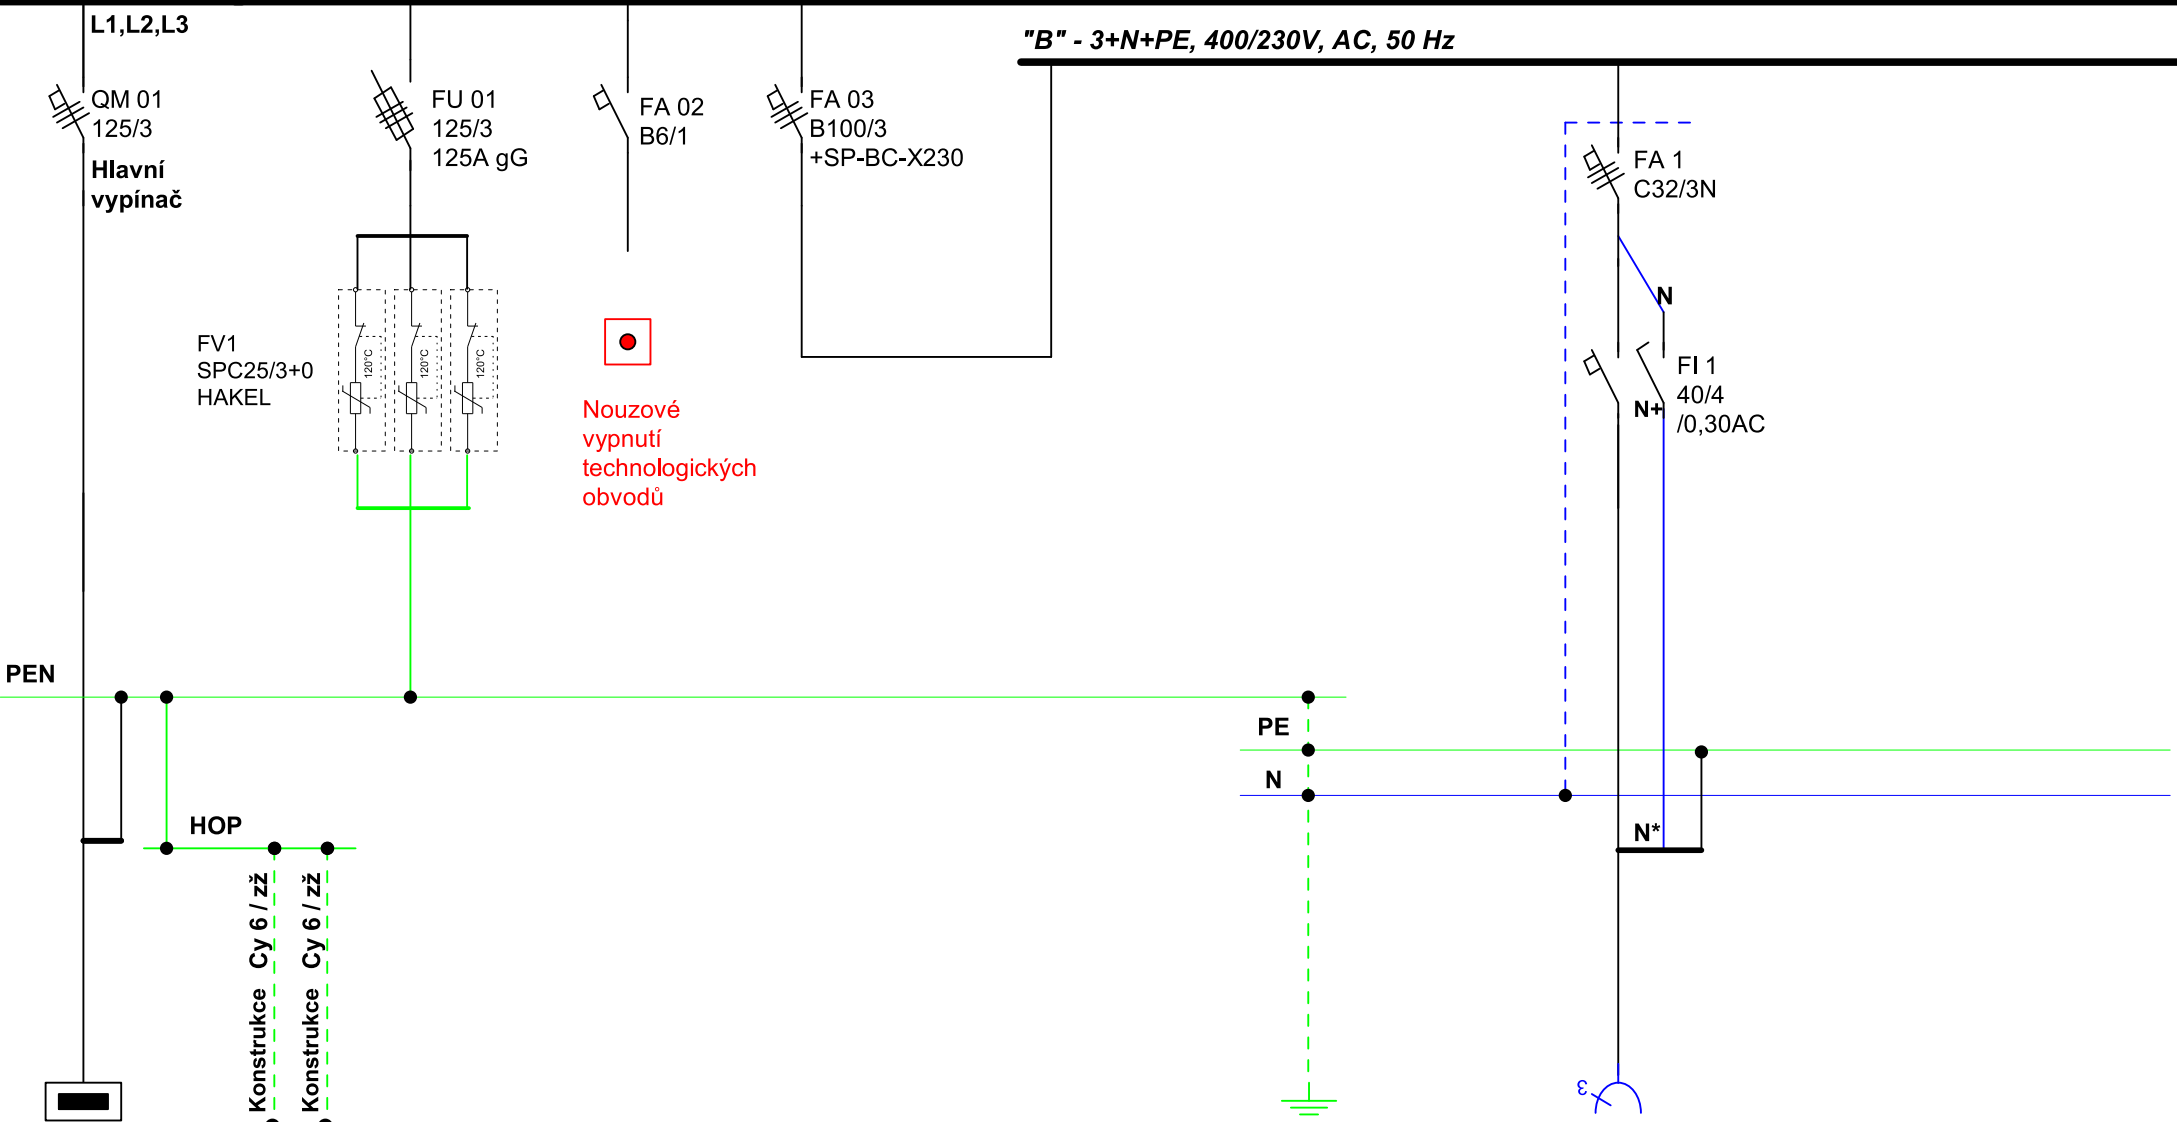 L1,L2,L3
"B" - 3+N+PE, 400/230V, AC, 50 Hz
QM 01
125/3
Hlavní
vypínač
FU 01
125/3
125A gG
FA 02
B6/1
FA 03
B100/3
+SP-BC-X230
FA 1
C32/3N
N
FV1
SPC25/3+0
HAKEL
120°C
120°C
120°C
Nouzové
vypnutí
technologických
obvodů
FI 1
40/4
/0,30AC
N+
PEN
PE
N
HOP
N*
Konstrukce Cy 6 / zž
Konstrukce Cy 6 / zž
3